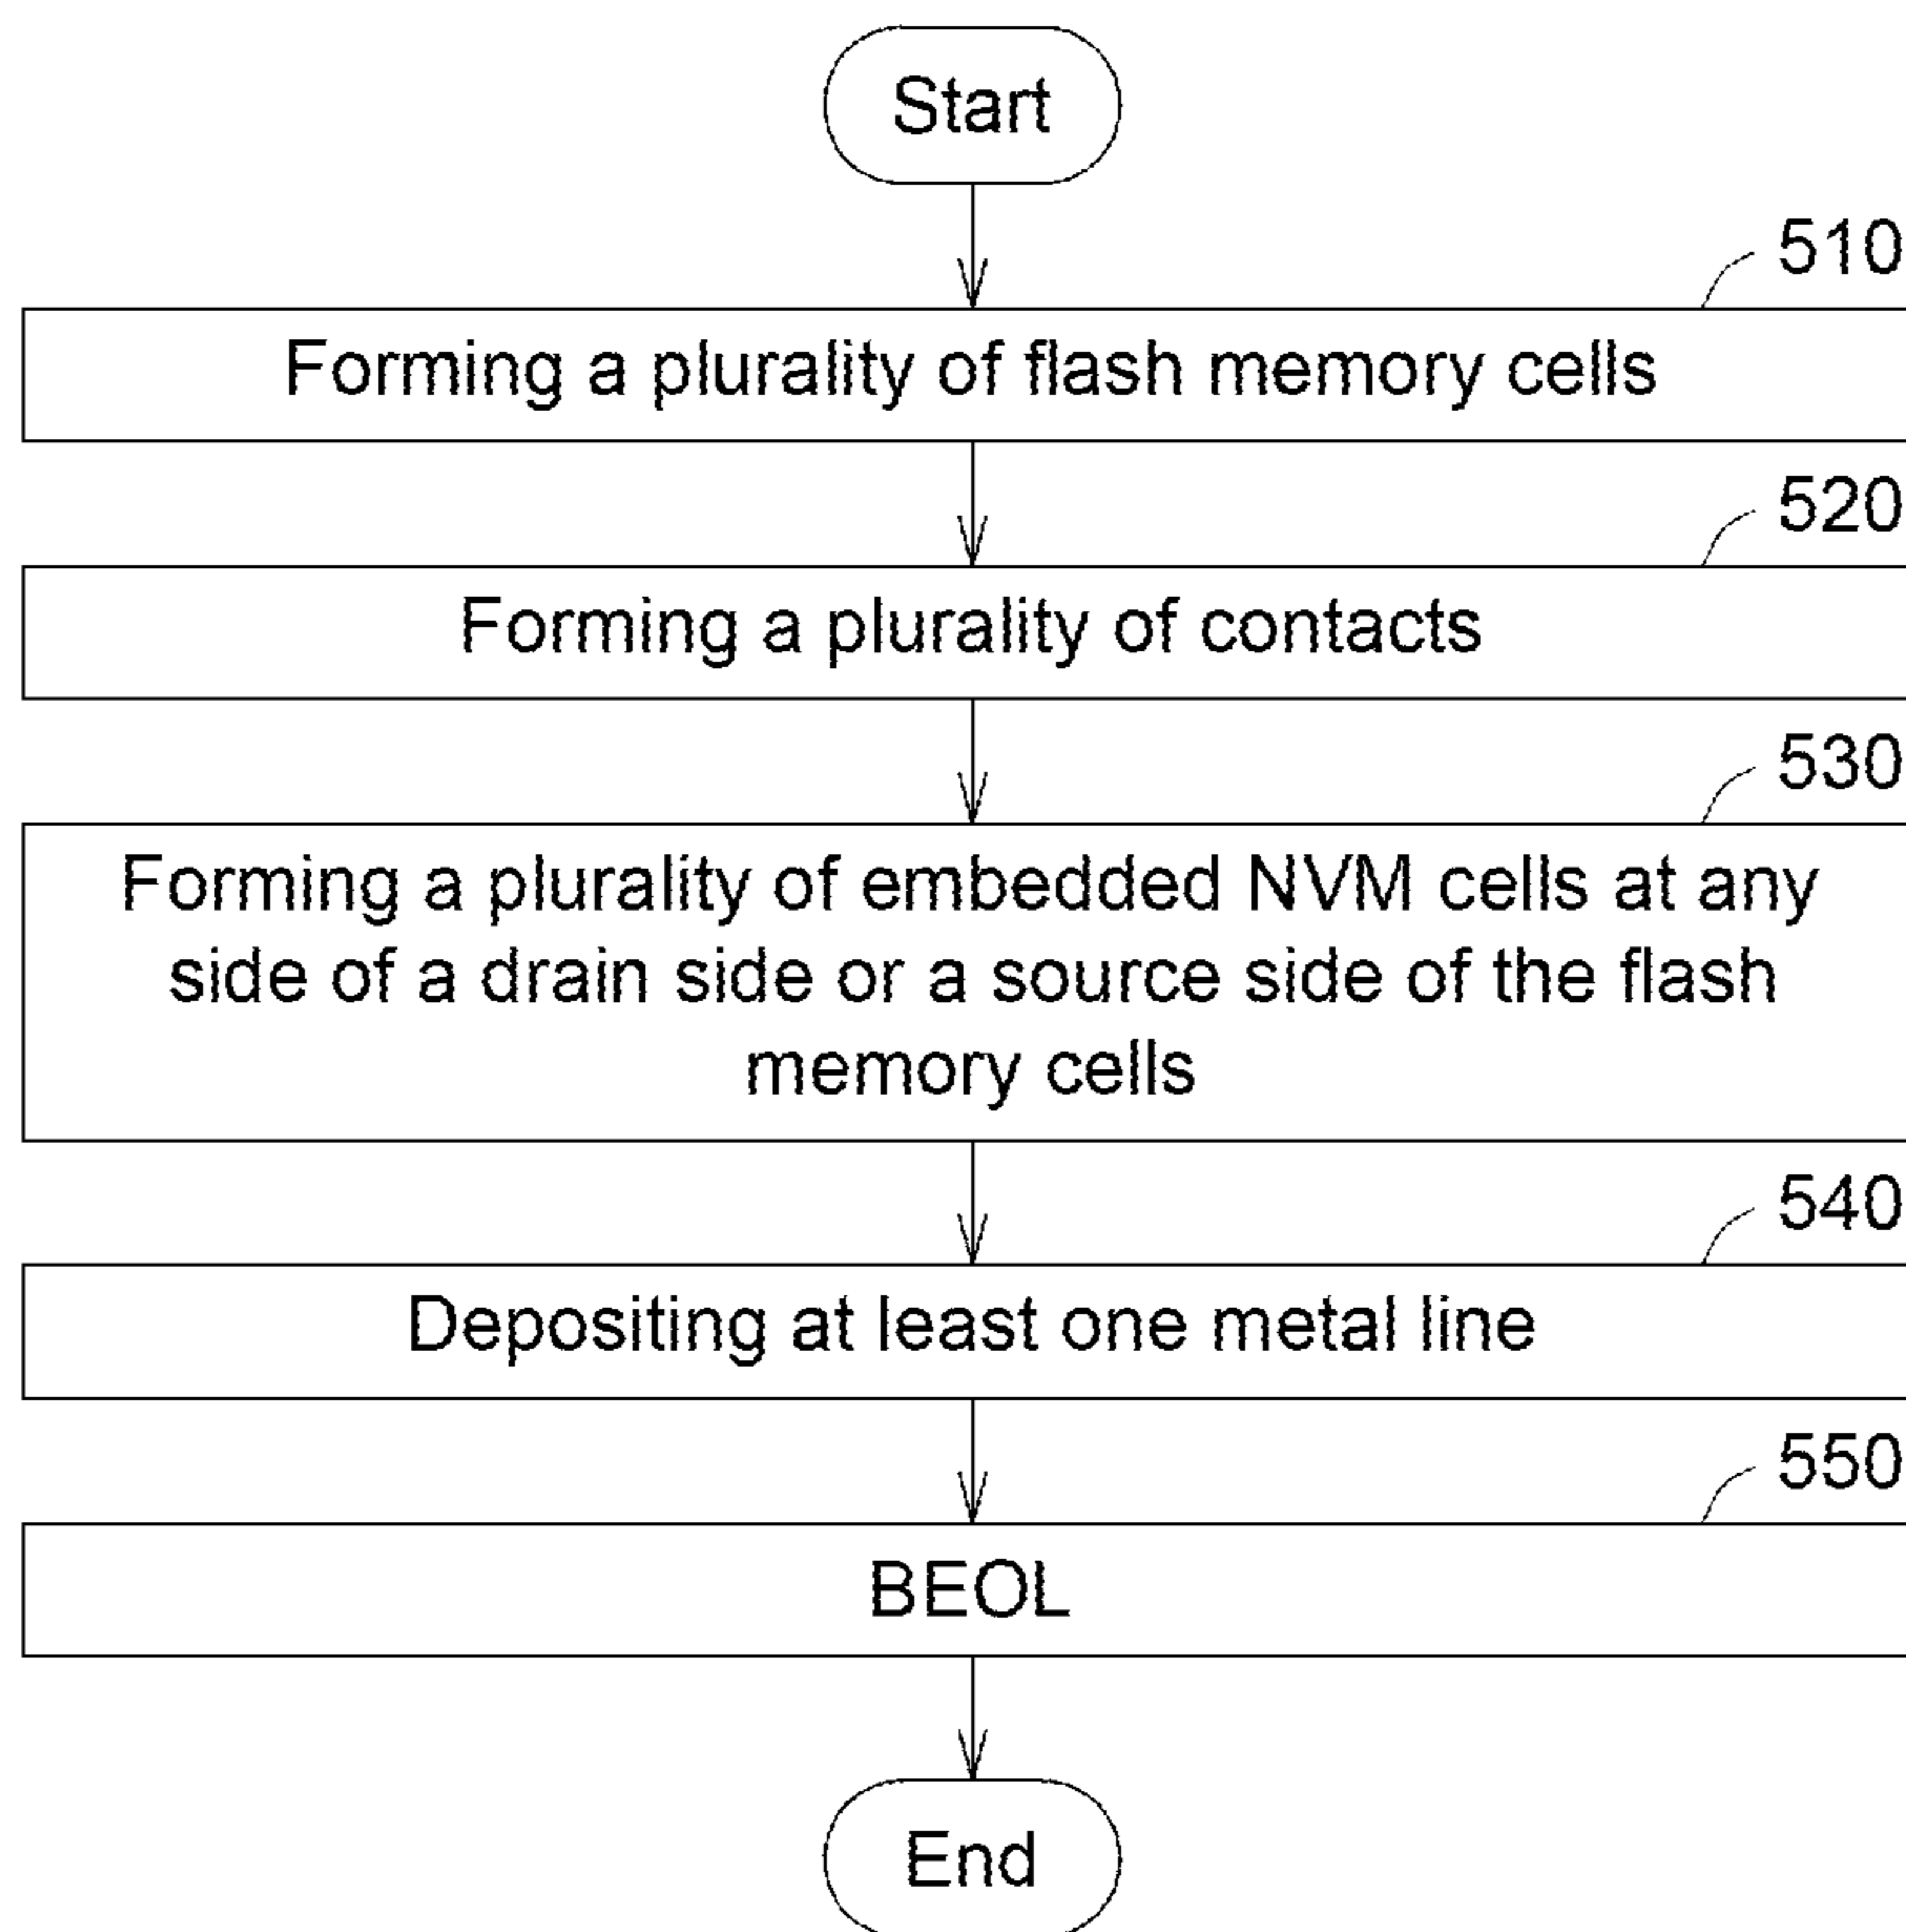 Start
510
Forming a plurality of flash memory cells
520
Forming a plurality of contacts
530
Forming a plurality of embedded NVM cells at any
side of a drain side or a source side of the flash
memory cells
540
Depositing at least one metal line
550
BEOL
End